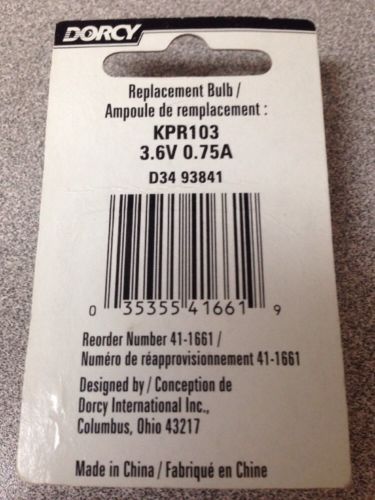 DORCY
Replacement Bulb /
Ampoule de remplacement :
KPR103
3.6V 0.75A
D34 93841
0 35355 41661 9
Reorder Number 41-1661 /
Numéro de réapprovisionnement 41-1661
Designed by / Conception de
Dorcy International Inc.,
Columbus, Ohio 43217
Made in China / Fabriqué en Chine